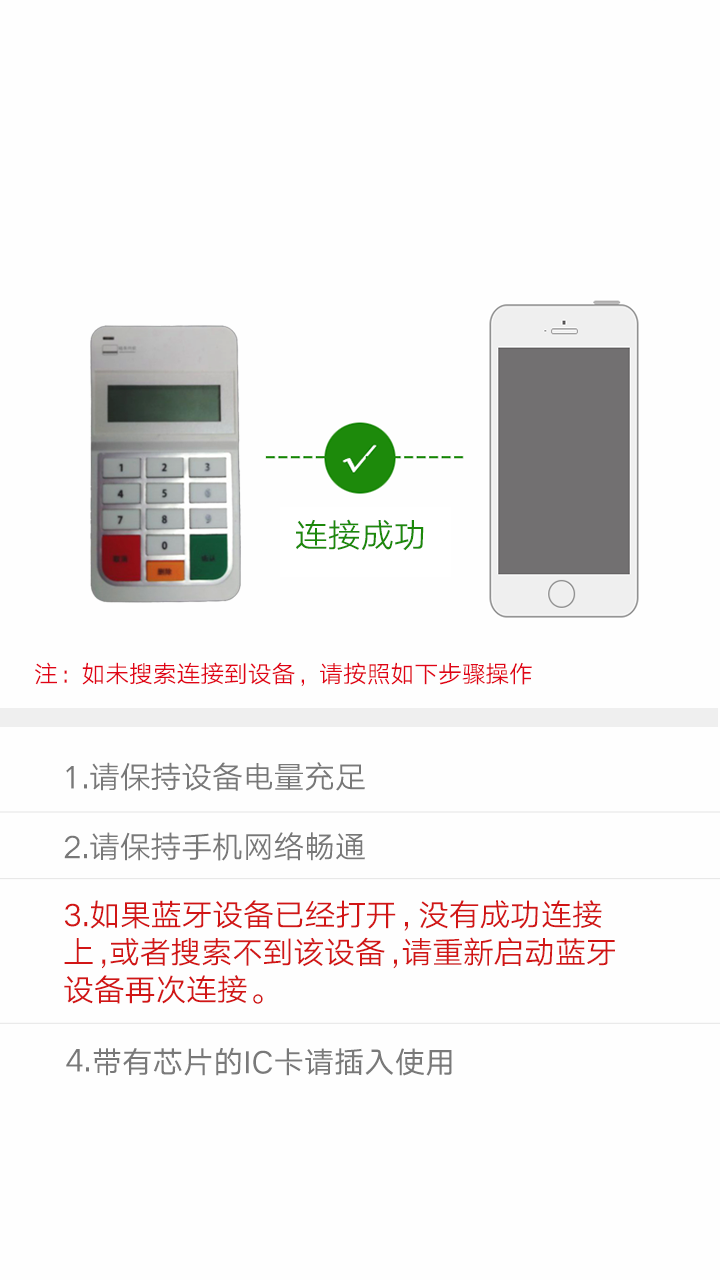 1 2 3
4 5 6
7 8 9
0
连接成功
注：如未搜索连接到设备，请按照如下步骤操作
1.请保持设备电量充足
2.请保持手机网络畅通
3.如果蓝牙设备已经打开，没有成功连接
上，或者搜索不到该设备，请重新启动蓝牙
设备再次连接。
4.带有芯片的IC卡请插入使用